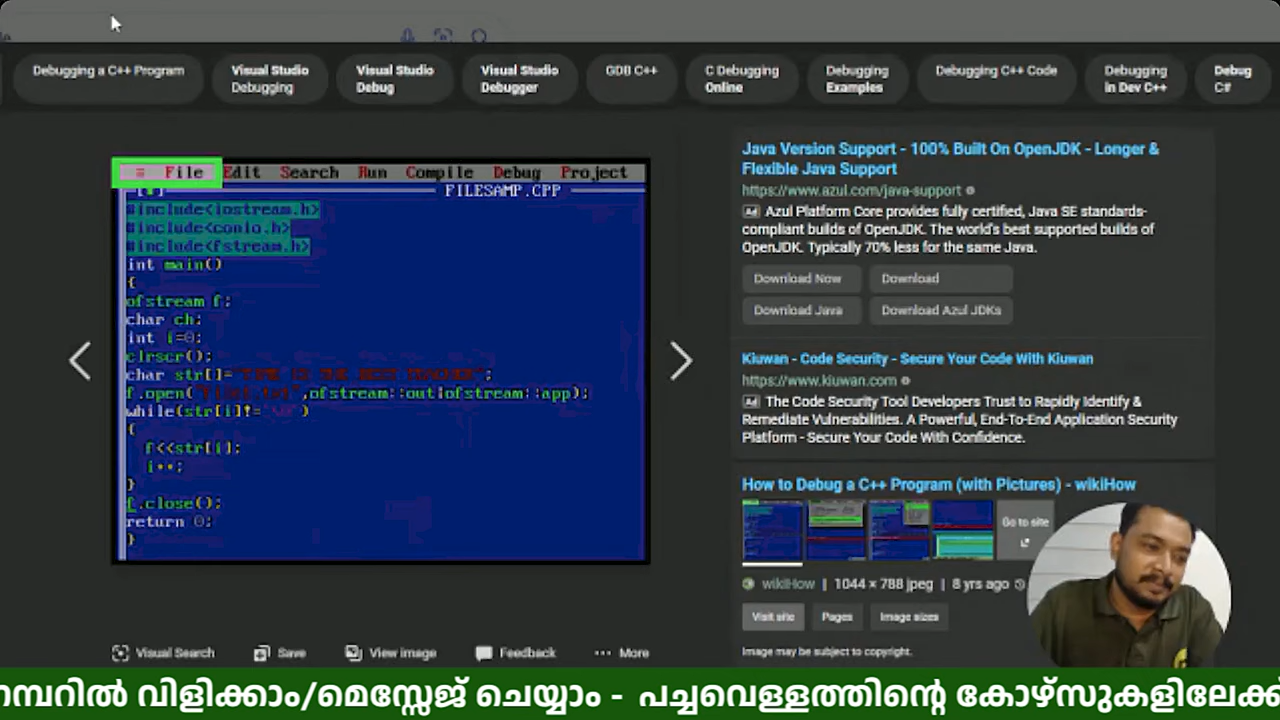 Debugging a C++ Program
Visual Studio
Debugging
Visual Studio
Debug
Visual Studio
Debugger
GDB C++
C Debugging
Online
Debugging
Examples
Debugging C++ Code
Debugging
in Dev C++
Debug
C#
≡ File Edit Search Run Compile Debug Project
FILESAMP.CPP
#include<iostream.h>
#include<conio.h>
#include<fstream.h>
int main()
{
ofstream f;
char ch;
int i=0;
clrscr();
char str[]="TIME IS THE BEST TEACHER";
f.open(" ",ofstream::out|ofstream::app);
while(str[i]!='\0')
{
f<<str[i];
i++;
}
f.close();
return 0;
}
Java Version Support - 100% Built On OpenJDK - Longer &
Flexible Java Support
https://www.azul.com/java-support
Ad Azul Platform Core provides fully certified, Java SE standards-
compliant builds of OpenJDK. The world's best supported builds of
OpenJDK. Typically 70% less for the same Java.
Download Now
Download
Download Java
Download Azul JDKs
Kiuwan - Code Security - Secure Your Code With Kiuwan
https://www.kiuwan.com
Ad The Code Security Tool Developers Trust to Rapidly Identify &
Remediate Vulnerabilities. A Powerful, End-To-End Application Security
Platform - Secure Your Code With Confidence.
How to Debug a C++ Program (with Pictures) - wikiHow
Go to site
wikiHow | 1044 × 788 jpeg | 8 yrs ago
Visit site
Pages
Image sizes
Image may be subject to copyright.
Visual Search
Save
View image
Feedback
··· More
നമ്പറിൽ വിളിക്കാം/മെസ്സേജ് ചെയ്യാം - പച്ചവെള്ളത്തിന്റെ കോഴ്സുകളിലേക്ക്